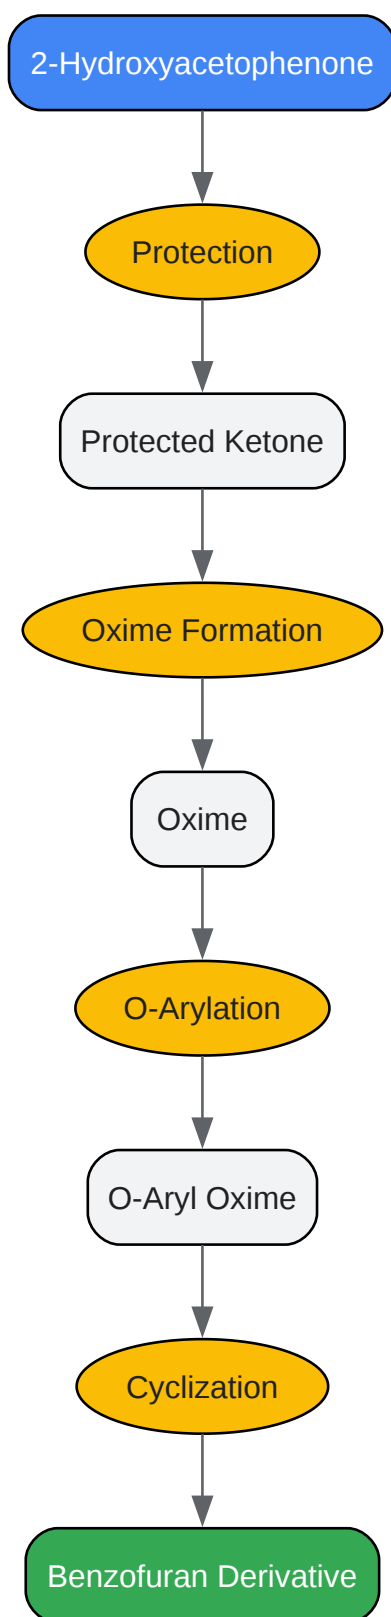 2-Hydroxyacetophenone
Protection
Protected Ketone
Oxime Formation
Oxime
O-Arylation
O-Aryl Oxime
Cyclization
Benzofuran Derivative